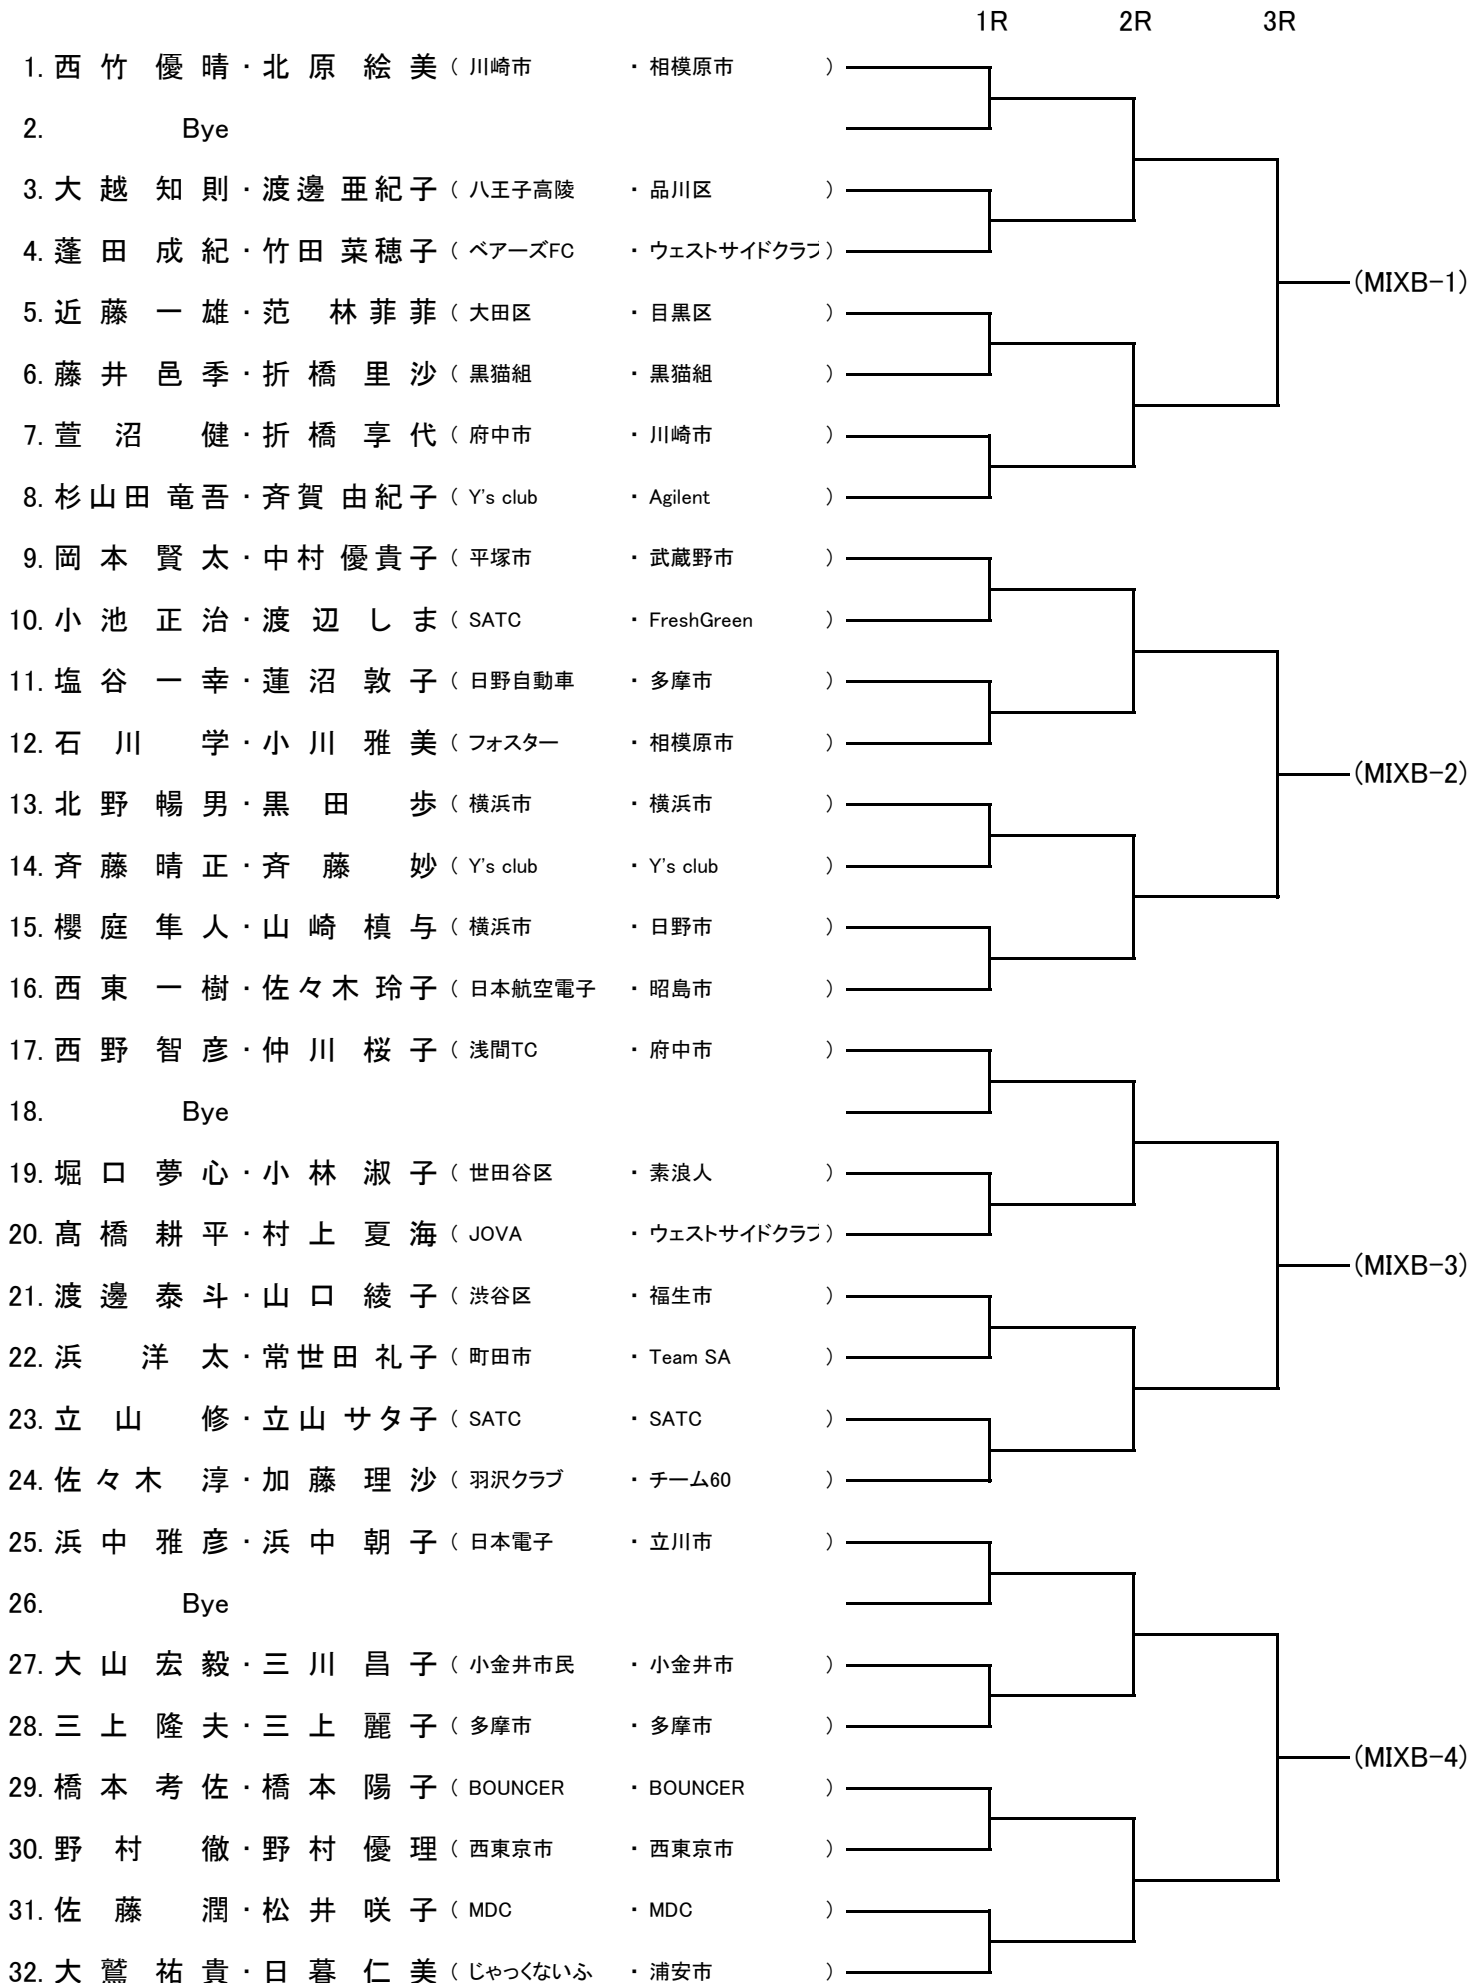 1R 2R 3R
1. 西 竹 優 晴・北 原 絵 美 ( 川崎市 ・ 相模原市 )
2. Bye
3. 大 越 知 則・渡邊 亜紀子 ( 八王子高陵 ・ 品川区 )
4. 蓬 田 成 紀・竹田 菜穂子 ( ベアーズFC ・ ウェストサイドクラブ )
(MIXB-1)
5. 近 藤 一 雄・范 林菲菲 ( 大田区 ・ 目黒区 )
6. 藤 井 邑 季・折 橋 里 沙 ( 黒猫組 ・ 黒猫組 )
7. 萱 沼 健・折 橋 享 代 ( 府中市 ・ 川崎市 )
8. 杉山田 竜吾・斉賀 由紀子 ( Y's club ・ Agilent )
9. 岡 本 賢 太・中村 優貴子 ( 平塚市 ・ 武蔵野市 )
10. 小 池 正 治・渡 辺 し ま ( SATC ・ FreshGreen )
11. 塩 谷 一 幸・蓮 沼 敦 子 ( 日野自動車 ・ 多摩市 )
12. 石 川 学・小 川 雅 美 ( フォスター ・ 相模原市 )
(MIXB-2)
13. 北 野 暢 男・黒 田 歩 ( 横浜市 ・ 横浜市 )
14. 斉 藤 晴 正・斉 藤 妙 ( Y's club ・ Y's club )
15. 櫻 庭 隼 人・山 崎 槙 与 ( 横浜市 ・ 日野市 )
16. 西 東 一 樹・佐々木 玲子 ( 日本航空電子 ・ 昭島市 )
17. 西 野 智 彦・仲 川 桜 子 ( 浅間TC ・ 府中市 )
18. Bye
19. 堀 口 夢 心・小 林 淑 子 ( 世田谷区 ・ 素浪人 )
20. 髙 橋 耕 平・村 上 夏 海 ( JOVA ・ ウェストサイドクラブ )
(MIXB-3)
21. 渡 邊 泰 斗・山 口 綾 子 ( 渋谷区 ・ 福生市 )
22. 浜 洋 太・常世田 礼子 ( 町田市 ・ Team SA )
23. 立 山 修・立山 サタ子 ( SATC ・ SATC )
24. 佐々木 淳・加 藤 理 沙 ( 羽沢クラブ ・ チーム60 )
25. 浜 中 雅 彦・浜 中 朝 子 ( 日本電子 ・ 立川市 )
26. Bye
27. 大 山 宏 毅・三 川 昌 子 ( 小金井市民 ・ 小金井市 )
28. 三 上 隆 夫・三 上 麗 子 ( 多摩市 ・ 多摩市 )
(MIXB-4)
29. 橋 本 考 佐・橋 本 陽 子 ( BOUNCER ・ BOUNCER )
30. 野 村 徹・野 村 優 理 ( 西東京市 ・ 西東京市 )
31. 佐 藤 潤・松 井 咲 子 ( MDC ・ MDC )
32. 大 鷲 祐 貴・日 暮 仁 美 ( じゃっくないふ ・ 浦安市 )